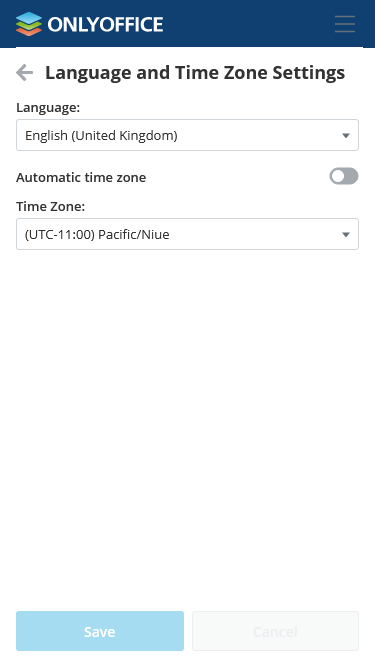 ONLYOFFICE
Language and Time Zone Settings
Language:
English (United Kingdom)
Automatic time zone
Time Zone:
(UTC-11:00) Pacific/Niue
Save
Cancel